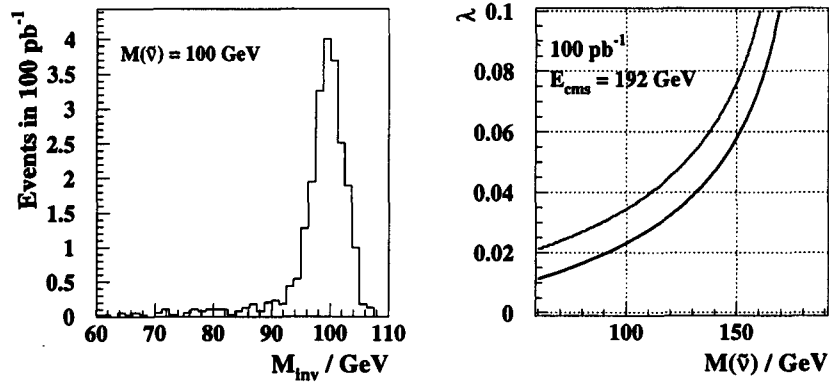 Events in 100 pb⁻¹
4
3.5
3
2.5
2
1.5
1
0.5
0
M(ν̃) = 100 GeV
60 70 80 90 100 110
M_inv / GeV
λ
0.1
0.08
0.06
0.04
0.02
0
100 pb⁻¹
E_cms = 192 GeV
100 150
M(ν̃) / GeV